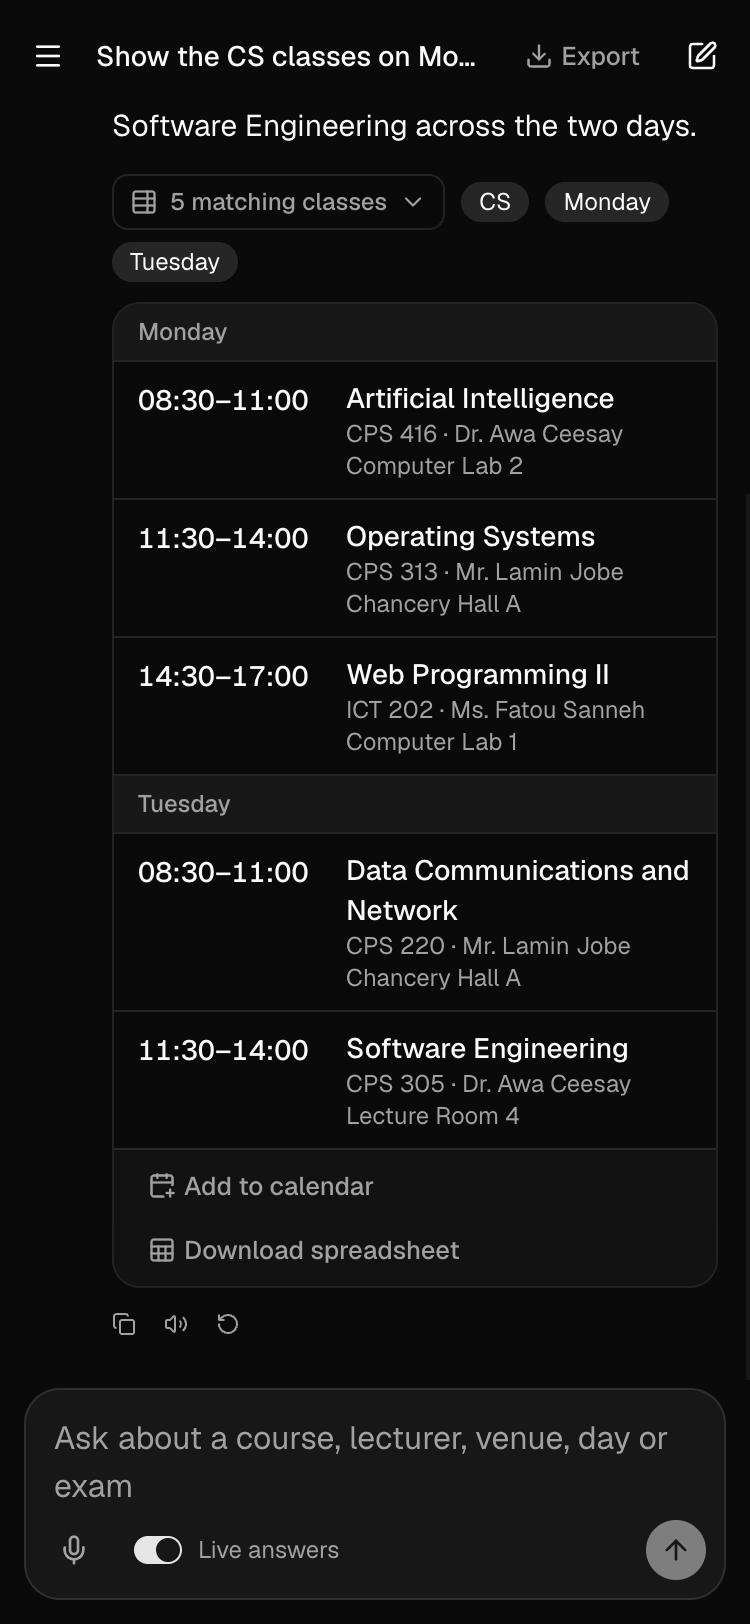 Show the CS classes on Mo...
Export
Software Engineering across the two days.
5 matching classes
CS
Monday
Tuesday
Monday
08:30–11:00
Artificial Intelligence
CPS 416 · Dr. Awa Ceesay
Computer Lab 2
11:30–14:00
Operating Systems
CPS 313 · Mr. Lamin Jobe
Chancery Hall A
14:30–17:00
Web Programming II
ICT 202 · Ms. Fatou Sanneh
Computer Lab 1
Tuesday
08:30–11:00
Data Communications and
Network
CPS 220 · Mr. Lamin Jobe
Chancery Hall A
11:30–14:00
Software Engineering
CPS 305 · Dr. Awa Ceesay
Lecture Room 4
Add to calendar
Download spreadsheet
Ask about a course, lecturer, venue, day or
exam
Live answers